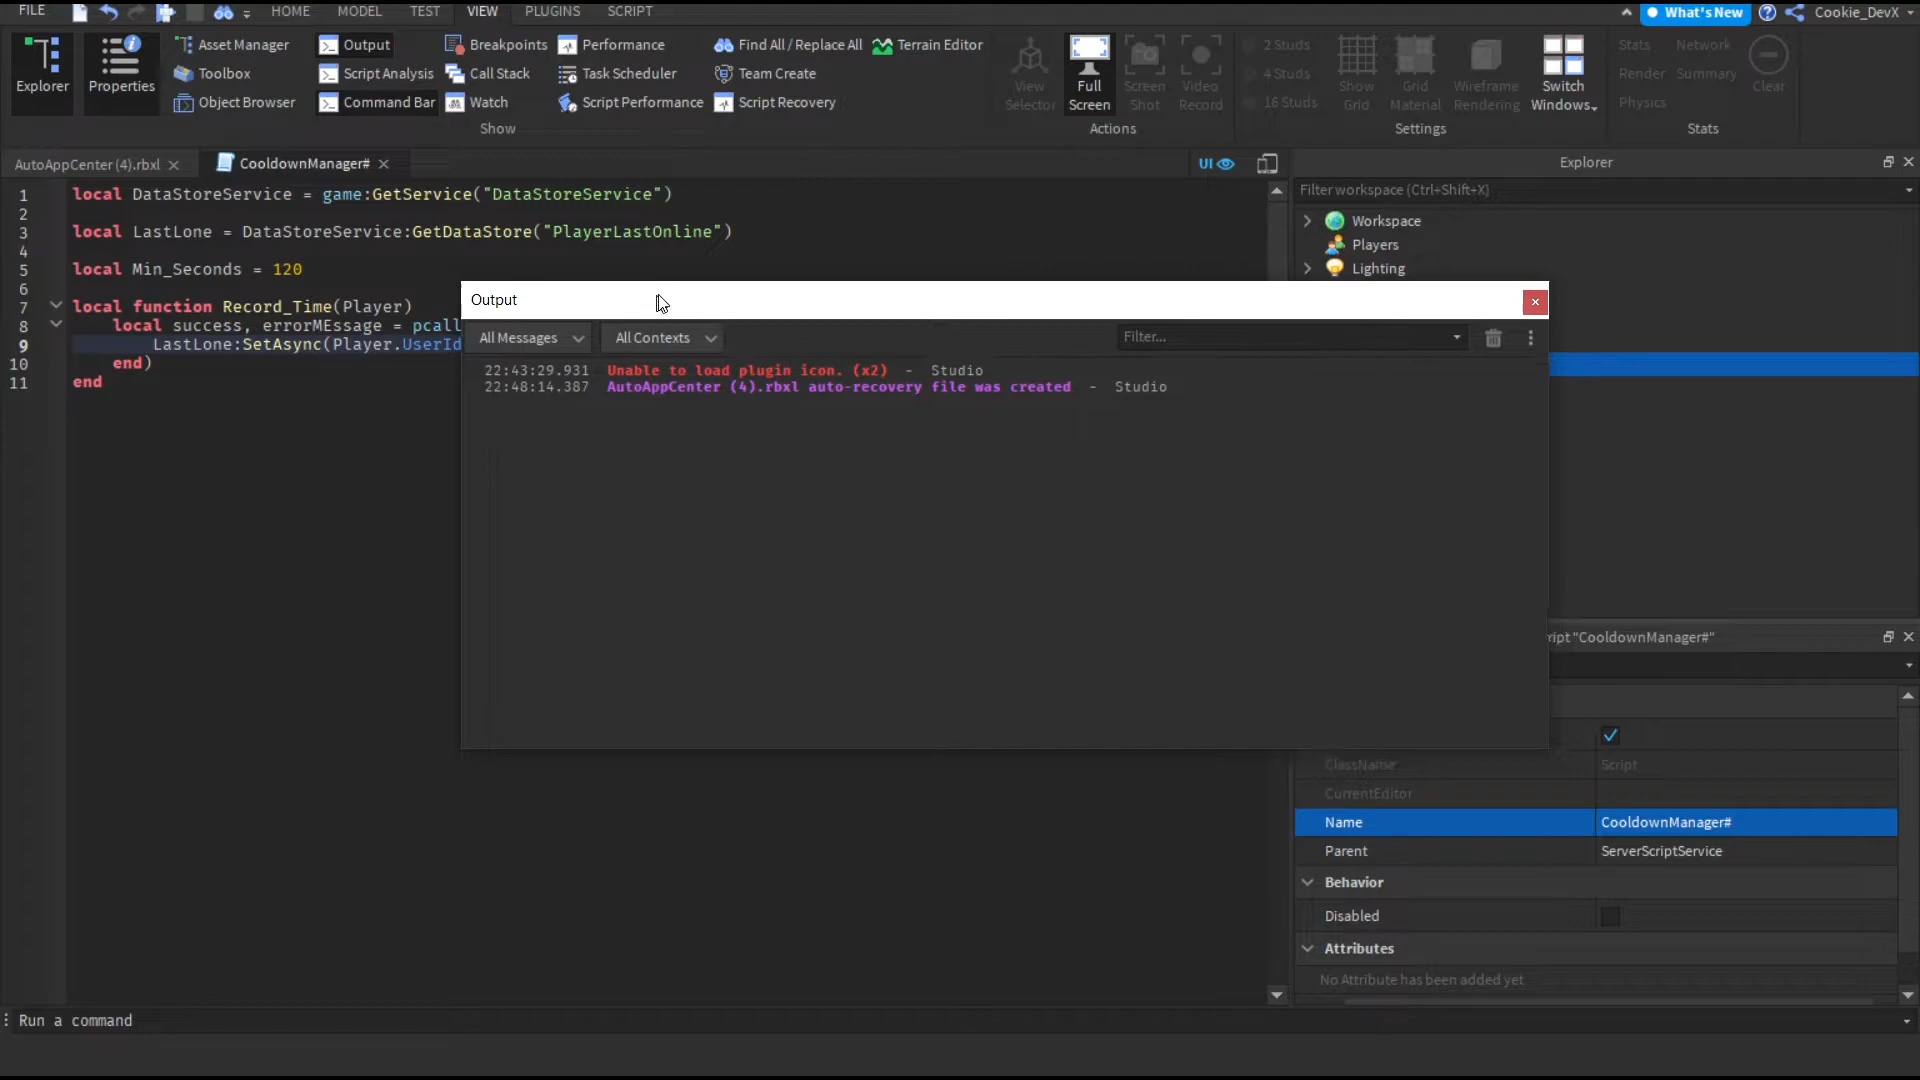 FILE HOME MODEL TEST VIEW PLUGINS SCRIPT What's New Cookie_DevX
Explorer
Properties
Asset Manager
Toolbox
Object Browser
Output
Script Analysis
Command Bar
Breakpoints
Call Stack
Watch
Performance
Task Scheduler
Script Performance
Find All / Replace All
Team Create
Script Recovery
Terrain Editor
Show
View
Selector
Full
Screen
Screen
Shot
Video
Record
Actions
2 Studs
4 Studs
16 Studs
Show
Grid
Grid
Material
Wireframe
Rendering
Switch
Windows
Settings
Stats Network
Render Summary
Physics
Clear
Stats
AutoAppCenter (4).rbxl
CooldownManager#
UI
1 local DataStoreService = game:GetService("DataStoreService")
2
3 local LastLone = DataStoreService:GetDataStore("PlayerLastOnline")
4
5 local Min_Seconds = 120
6
7 local function Record_Time(Player)
8 local success, errorMEssage = pcall
9 LastLone:SetAsync(Player.UserId
10 end)
11 end
Output
All Messages All Contexts Filter...
22:43:29.931 Unable to load plugin icon. (x2) - Studio
22:48:14.387 AutoAppCenter (4).rbxl auto-recovery file was created - Studio
Explorer
Filter workspace (Ctrl+Shift+X)
Workspace
Players
Lighting
ript "CooldownManager#"
ClassName Script
CurrentEditor
Name CooldownManager#
Parent ServerScriptService
Behavior
Disabled
Attributes
No Attribute has been added yet
Run a command